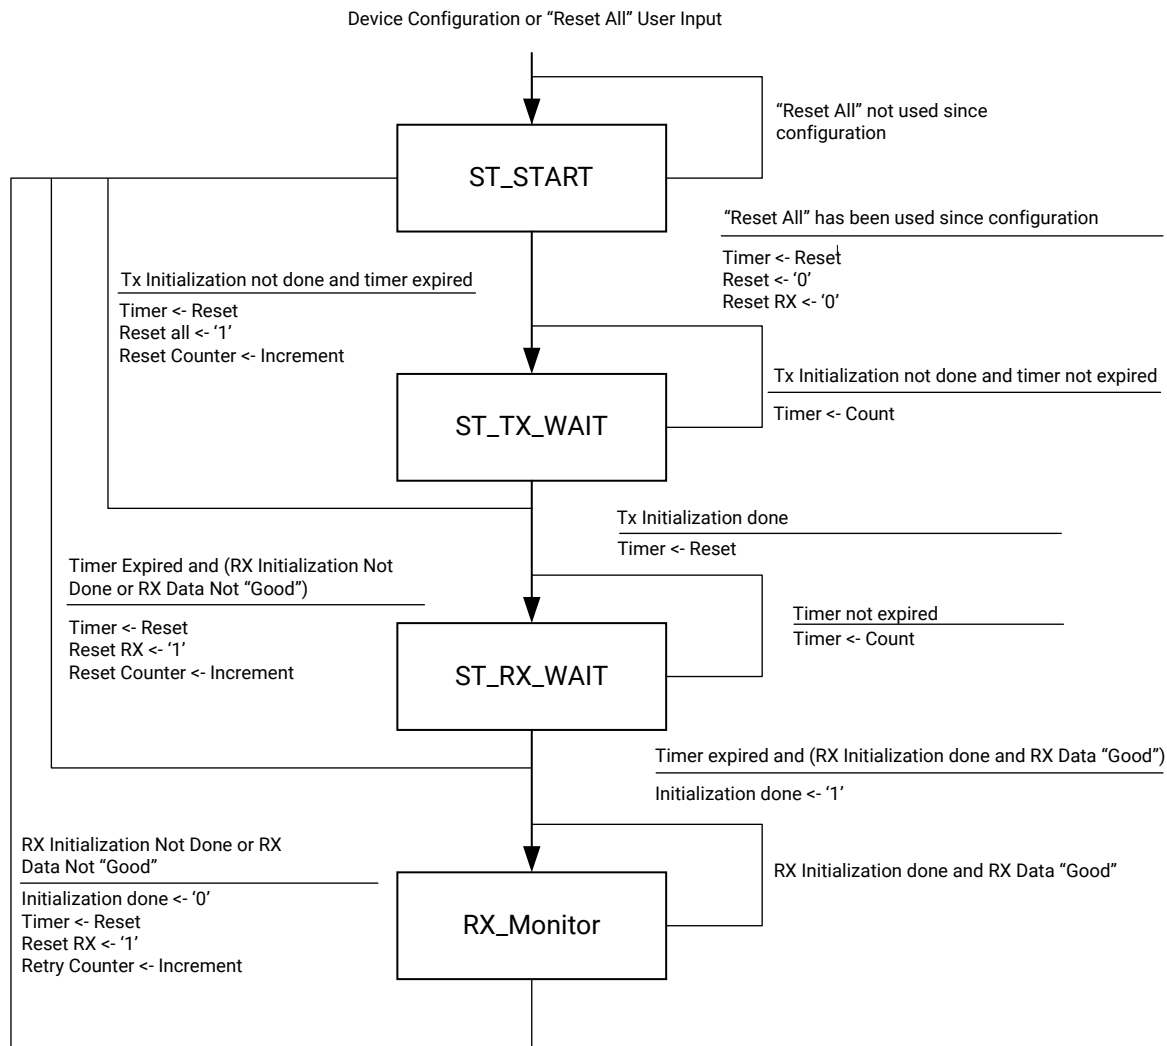 Device Configuration or “Reset All” User Input
“Reset All” not used since
configuration
ST_START
“Reset All” has been used since configuration
Timer <- Reset
Reset <- ‘0’
Reset RX <- ‘0’
Tx Initialization not done and timer expired
Timer <- Reset
Reset all <- ‘1’
Reset Counter <- Increment
Tx Initialization not done and timer not expired
Timer <- Count
ST_TX_WAIT
Tx Initialization done
Timer <- Reset
Timer Expired and (RX Initialization Not
Done or RX Data Not “Good”)
Timer <- Reset
Reset RX <- ‘1’
Reset Counter <- Increment
Timer not expired
Timer <- Count
ST_RX_WAIT
Timer expired and (RX Initialization done and RX Data “Good”)
Initialization done <- ‘1’
RX Initialization Not Done or RX
Data Not “Good”
Initialization done <- ‘0’
Timer <- Reset
Reset RX <- ‘1’
Retry Counter <- Increment
RX Initialization done and RX Data “Good”
RX_Monitor